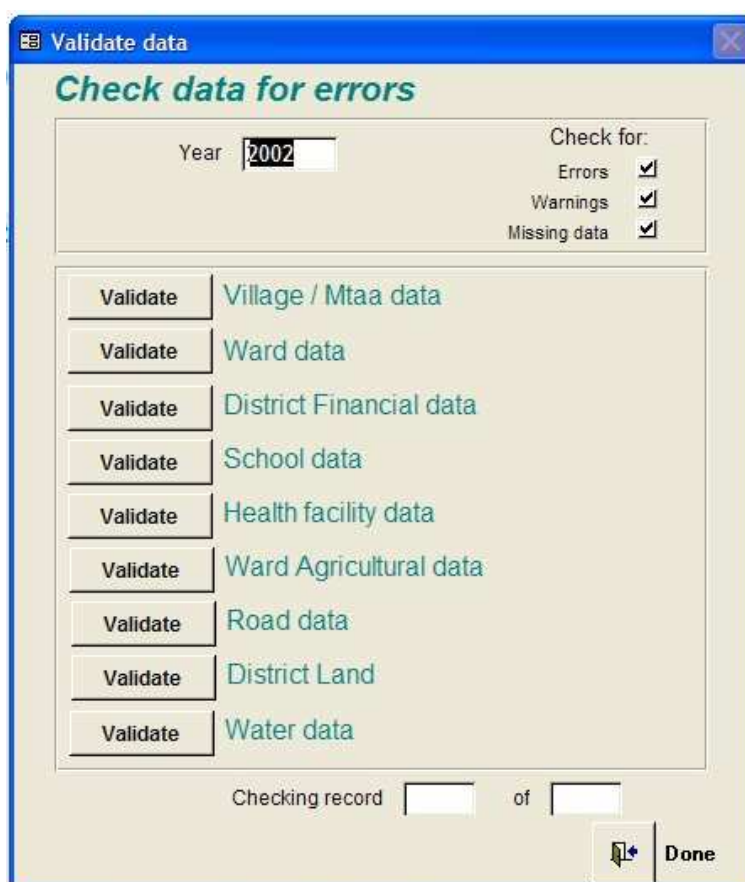 Validate data
Check data for errors
Year 2002
Check for:
Errors
Warnings
Missing data
Validate Village / Mtaa data
Validate Ward data
Validate District Financial data
Validate School data
Validate Health facility data
Validate Ward Agricultural data
Validate Road data
Validate District Land
Validate Water data
Checking record of
Done